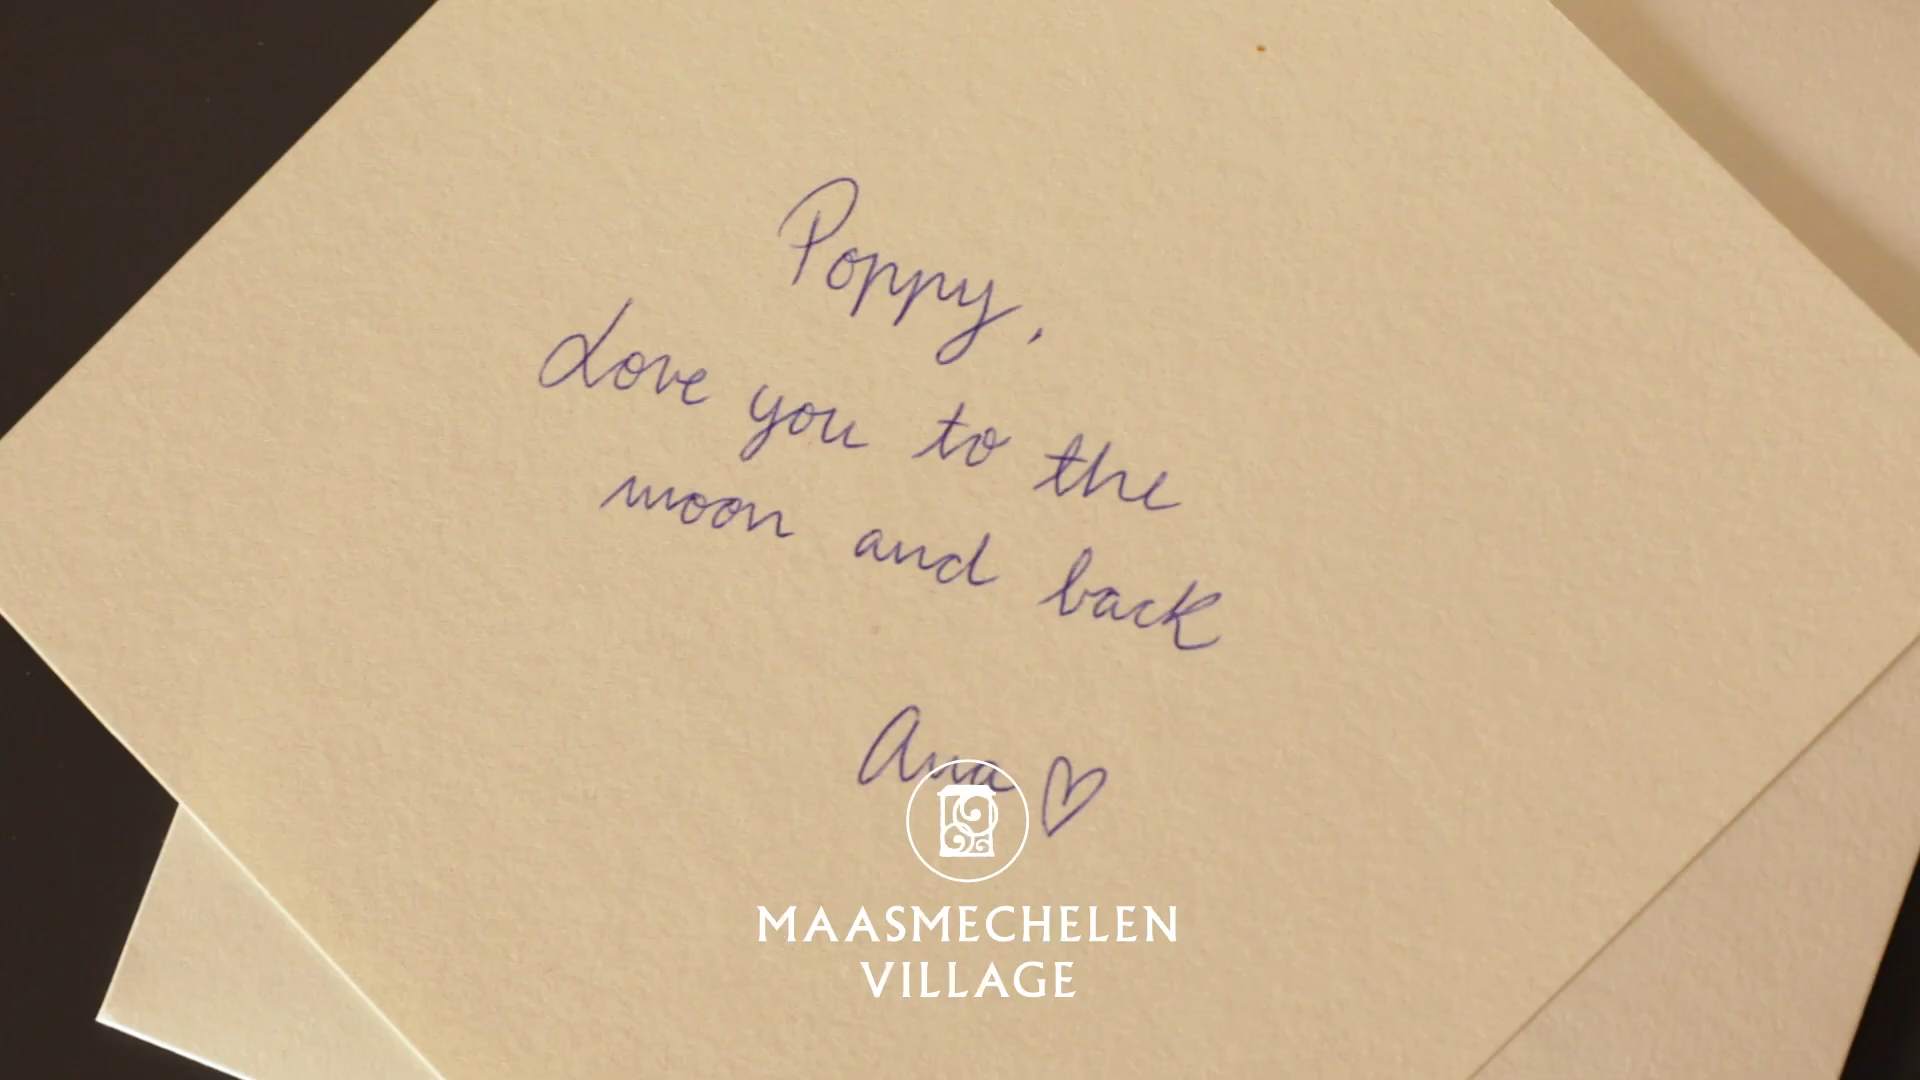 Poppy,
Love you to the
moon and back
Ana ♡
MAASMECHELEN
VILLAGE